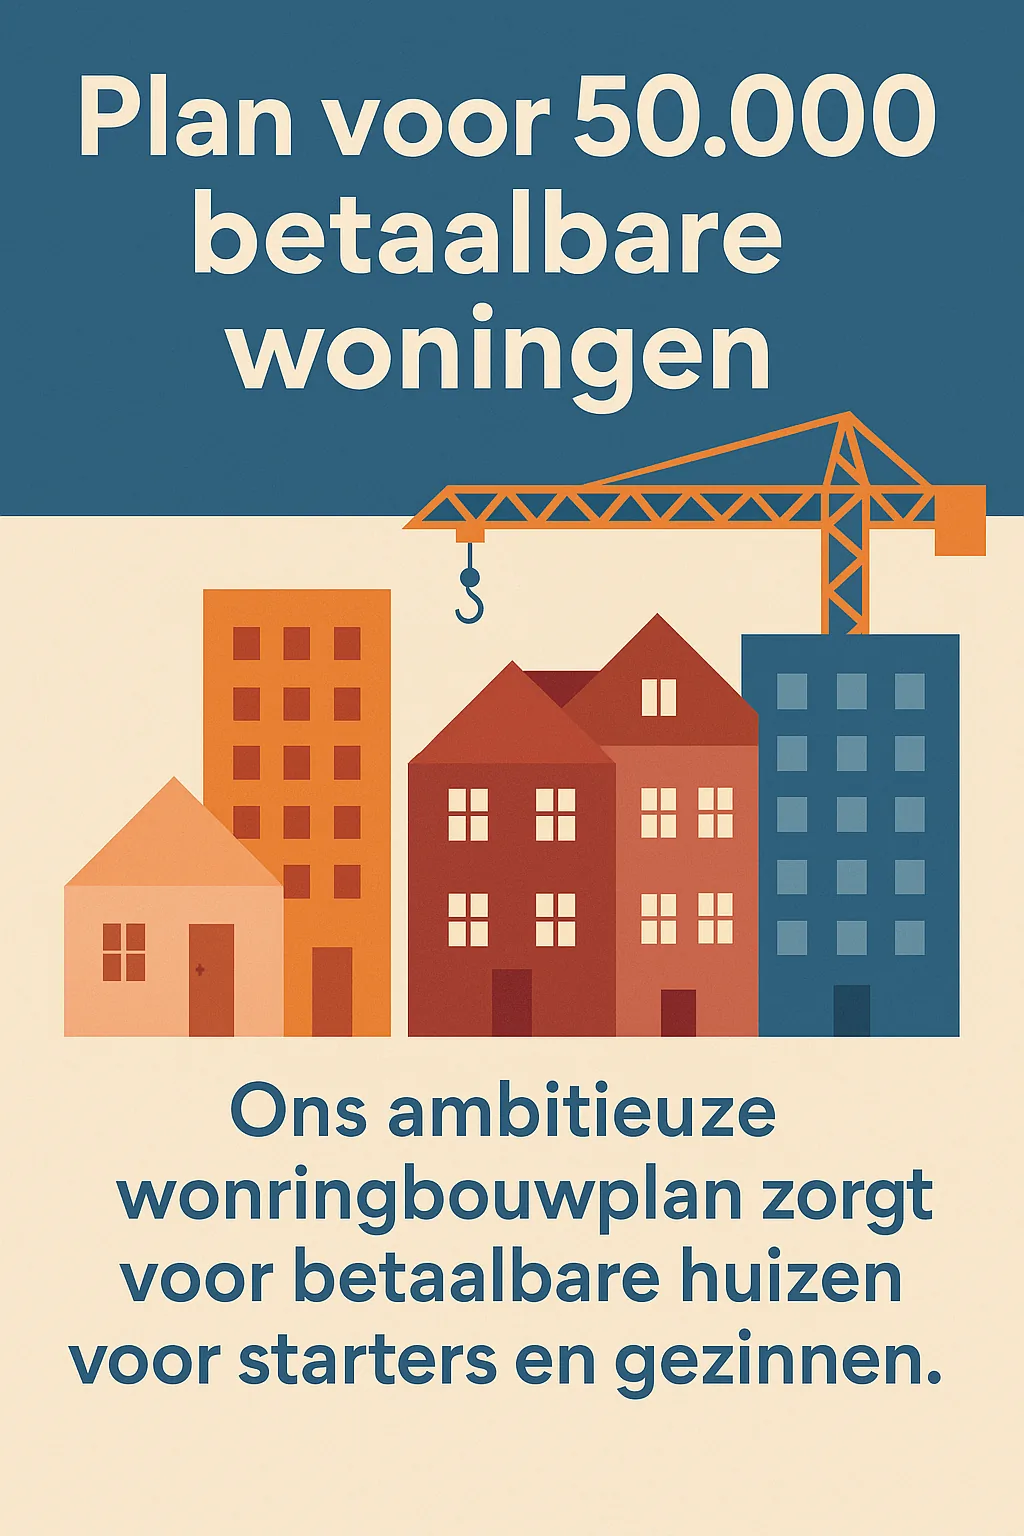 Plan voor 50.000
betaalbare
woningen
Ons ambitieuze
wonringbouwplan zorgt
voor betaalbare huizen
voor starters en gezinnen.